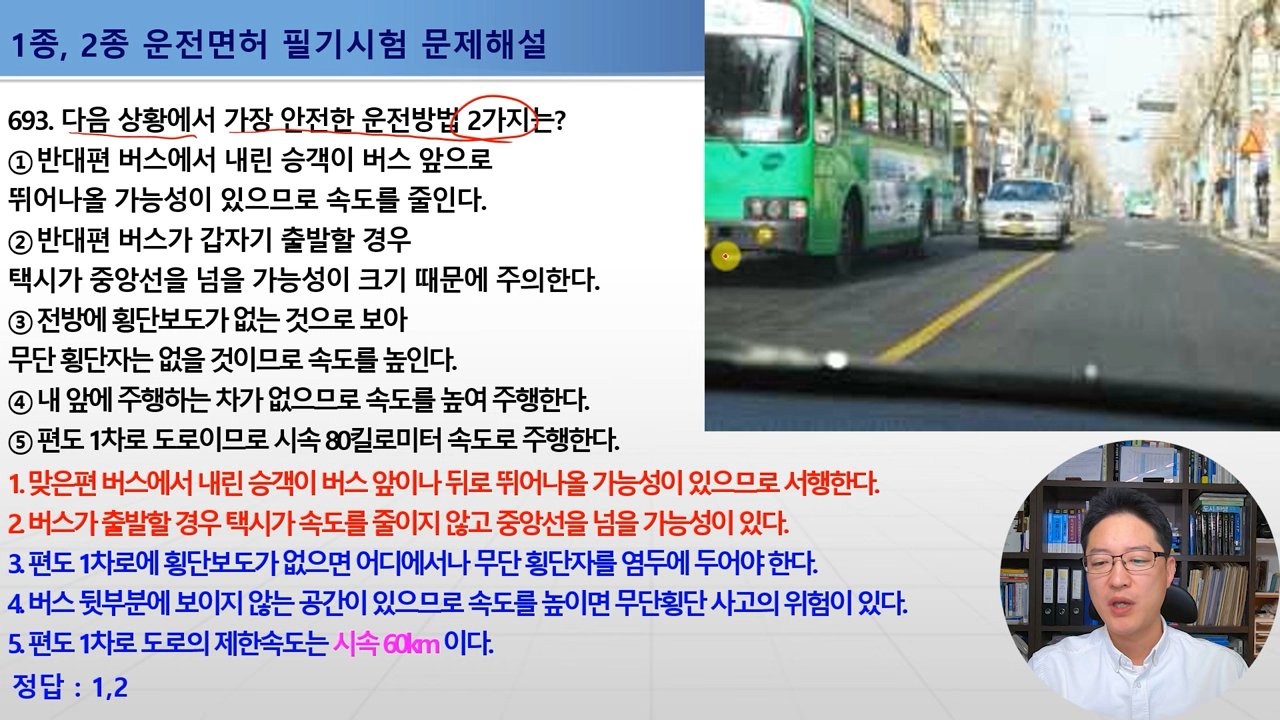 1종, 2종 운전면허 필기시험 문제해설
693. 다음 상황에서 가장 안전한 운전방법 2가지는?
① 반대편 버스에서 내린 승객이 버스 앞으로
뛰어나올 가능성이 있으므로 속도를 줄인다.
② 반대편 버스가 갑자기 출발할 경우
택시가 중앙선을 넘을 가능성이 크기 때문에 주의한다.
③ 전방에 횡단보도가 없는 것으로 보아
무단 횡단자는 없을 것이므로 속도를 높인다.
④ 내 앞에 주행하는 차가 없으므로 속도를 높여 주행한다.
⑤ 편도 1차로 도로이므로 시속 80킬로미터 속도로 주행한다.
1. 맞은편 버스에서 내린 승객이 버스 앞이나 뒤로 뛰어나올 가능성이 있으므로 서행한다.
2. 버스가 출발할 경우 택시가 속도를 줄이지 않고 중앙선을 넘을 가능성이 있다.
3. 편도 1차로에 횡단보도가 없으면 어디에서나 무단 횡단자를 염두에 두어야 한다.
4. 버스 뒷부분에 보이지 않는 공간이 있으므로 속도를 높이면 무단횡단 사고의 위험이 있다.
5. 편도 1차로 도로의 제한속도는 시속 60km 이다.
정답 : 1,2